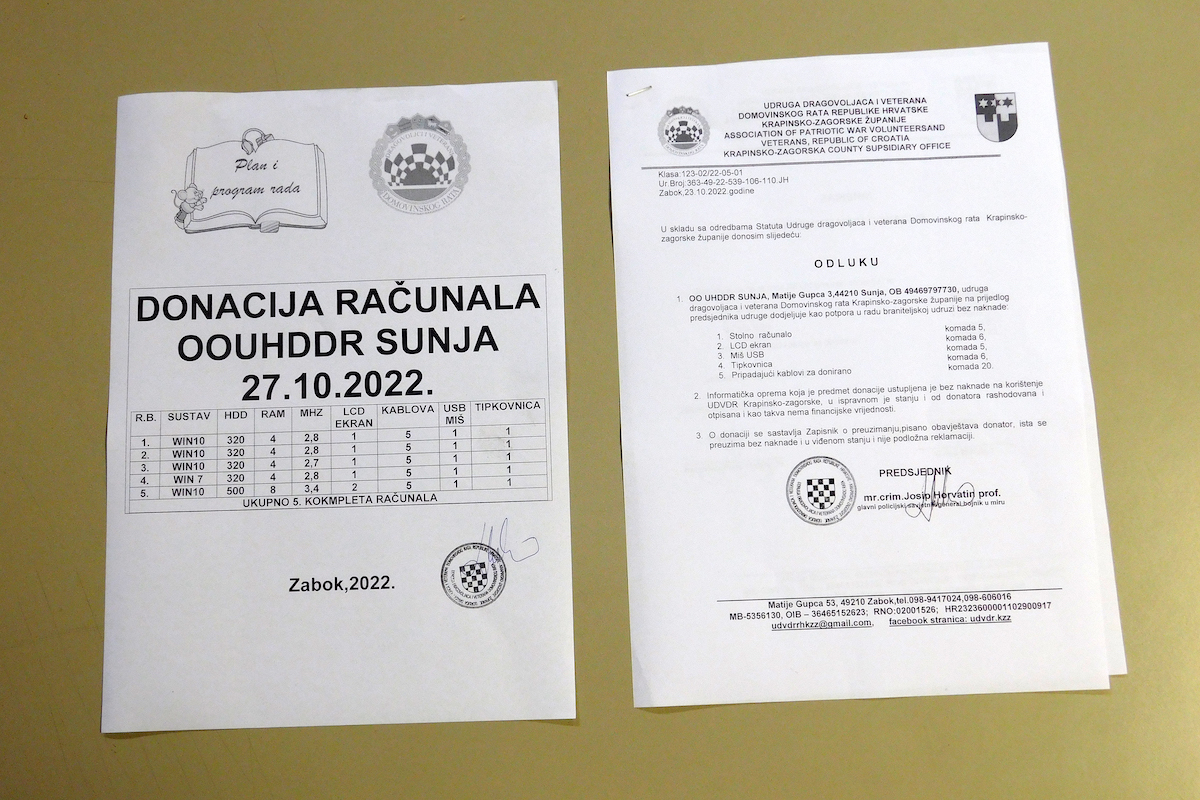 Plan i
program rada
DOMOVINSKOG RATA
DONACIJA RAČUNALA
OOUHDDR SUNJA
27.10.2022.
R.B. SUSTAV HDD RAM MHZ LCD EKRAN KABLOVA USB MIŠ TIPKOVNICA
1. WIN10 320 4 2,8 1 5 1 1
2. WIN10 320 4 2,8 1 5 1 1
3. WIN10 320 4 2,7 1 5 1 1
4. WIN 7 320 4 2,8 1 5 1 1
5. WIN10 500 8 3,4 2 5 1 1
UKUPNO 5. KOKMPLETA RAČUNALA
Zabok,2022.
UDRUGA DRAGOVOLJACA I VETERANA
DOMOVINSKOG RATA REPUBLIKE HRVATSKE
KRAPINSKO-ZAGORSKE ŽUPANIJE
ASSOCIATION OF PATRIOTIC WAR VOLUNTEERSAND
VETERANS, REPUBLIC OF CROATIA
KRAPINSKO-ZAGORSKA COUNTY SUPSIDIARY OFFICE
Klasa:123-02/22-05-01
Ur.Broj:363-49-22-539-106-110.JH
Zabok,23.10.2022.godine
U skladu sa odredbama Statuta Udruge dragovoljaca i veterana Domovinskog rata Krapinsko-
zagorske županije donosim slijedeću:
O D L U K U
1. OO UHDDR SUNJA, Matije Gupca 3,44210 Sunja, OB 49469797730, udruga
dragovoljaca i veterana Domovinskog rata Krapinsko-zagorske županije na prijedlog
predsjednika udruge dodjeljuje kao potpora u radu braniteljskoj udruzi bez naknade:
1. Stolno računalo komada 5,
2. LCD ekran komada 6,
3. Miš USB komada 5,
4. Tipkovnica komada 6,
5. Pripadajući kablovi za donirano komada 20.
2. Informatička oprema koja je predmet donacije ustupljena je bez naknade na korištenje
UDVDR Krapinsko-zagorske, u ispravnom je stanju i od donatora rashodovana i
otpisana i kao takva nema financijske vrijednosti.
3. O donaciji se sastavlja Zapisnik o preuzimanju,pisano obavještava donator, ista se
preuzima bez naknade i u viđenom stanju i nije podložna reklamaciji.
PREDSJEDNIK
mr.crim.Josip Horvatin prof.
glavni policijski savjetnik/general bojnik u miru
Matije Gupca 53, 49210 Zabok,tel.098-9417024,098-606016
MB-5356130, OIB – 36465152623; RNO:02001526; HR2323600001102900917
udvdrrhkzz@gmail.com, facebook stranica: udvdr.kzz